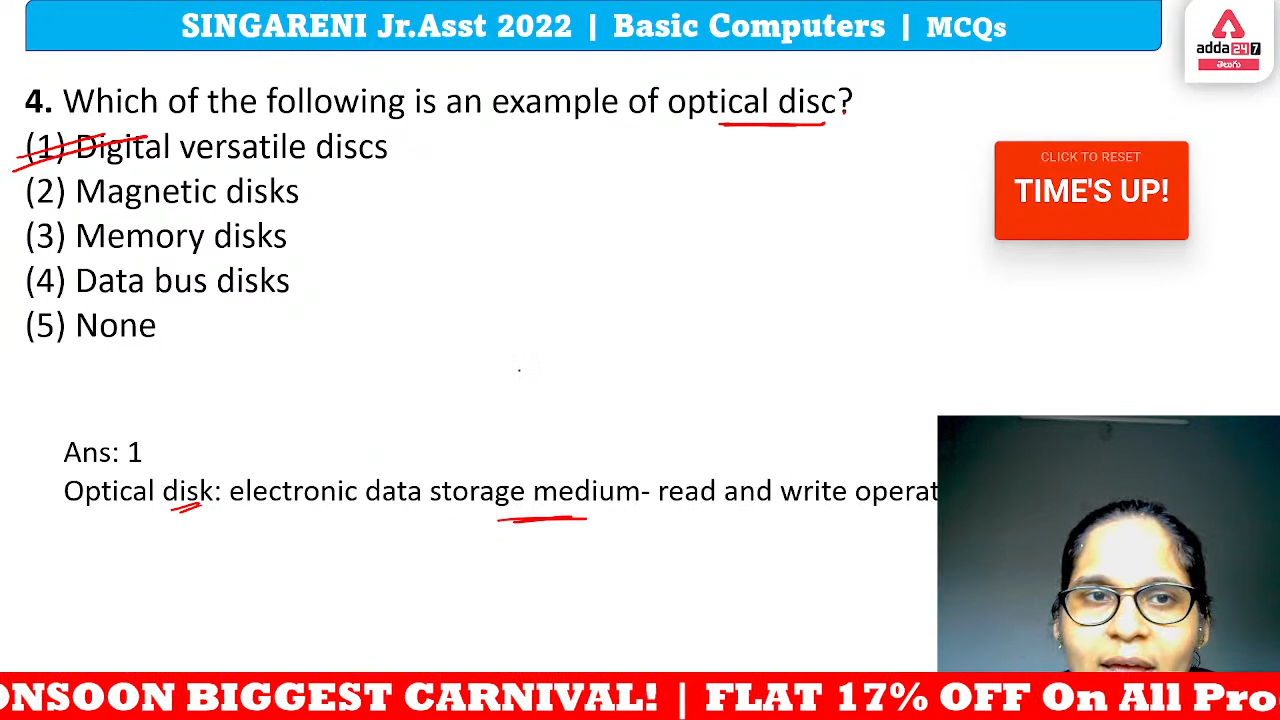 SINGARENI Jr.Asst 2022 | Basic Computers | MCQs
adda247
తెలుగు
4. Which of the following is an example of optical disc?
(1) Digital versatile discs
(2) Magnetic disks
(3) Memory disks
(4) Data bus disks
(5) None
CLICK TO RESET
TIME'S UP!
Ans: 1
Optical disk: electronic data storage medium- read and write operat
ONSOON BIGGEST CARNIVAL! | FLAT 17% OFF On All Pro